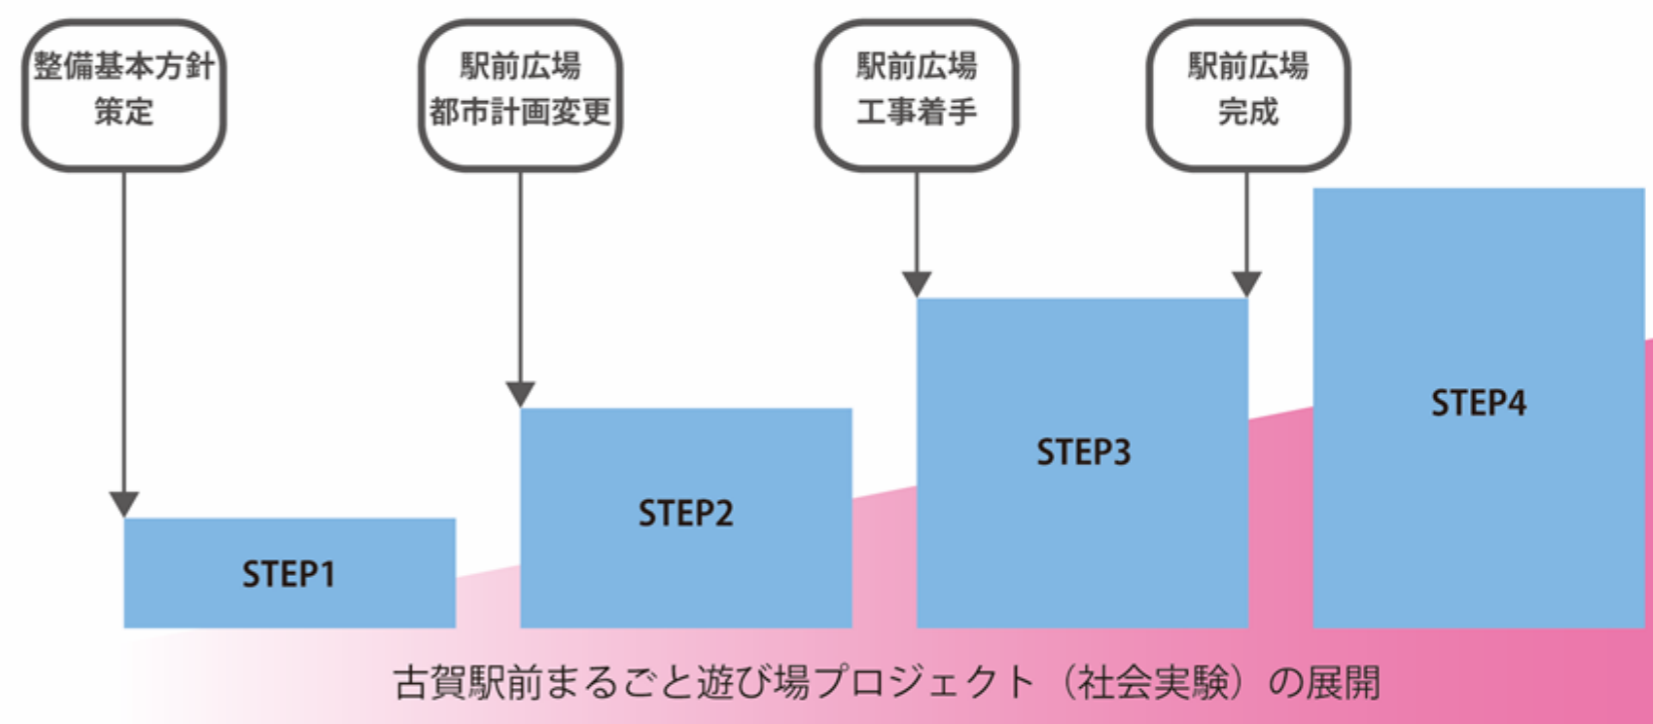 整備基本方針
策定
駅前広場
都市計画変更
駅前広場
工事着手
駅前広場
完成
STEP1
STEP2
STEP3
STEP4
古賀駅前まるごと遊び場プロジェクト（社会実験）の展開